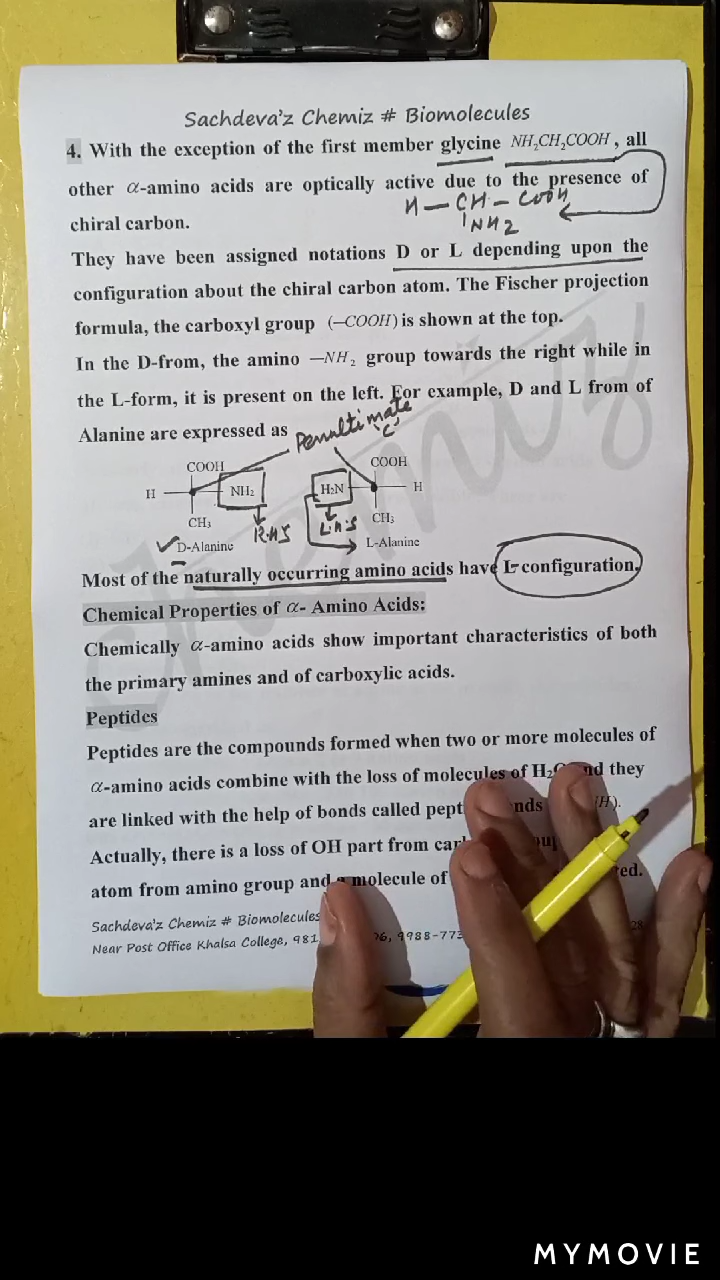 Sachdeva'z Chemiz # Biomolecules
4. With the exception of the first member glycine NH₂CH₂COOH, all
other α-amino acids are optically active due to the presence of
H — CH — COOH
NH2
chiral carbon.
They have been assigned notations D or L depending upon the
configuration about the chiral carbon atom. The Fischer projection
formula, the carboxyl group (–COOH) is shown at the top.
In the D-from, the amino –NH₂ group towards the right while in
the L-form, it is present on the left. For example, D and L from of
Alanine are expressed as
Penultimate
'C'
COOH COOH
H NH₂ H₂N H
CH₃ R.H.S L.H.S CH₃
D-Alanine L-Alanine
Most of the naturally occurring amino acids have L-configuration.
Chemical Properties of α- Amino Acids:
Chemically α-amino acids show important characteristics of both
the primary amines and of carboxylic acids.
Peptides
Peptides are the compounds formed when two or more molecules of
α-amino acids combine with the loss of molecules of H₂O and they
are linked with the help of bonds called
Actually, there is a loss of OH part from
atom from amino group and a molecule of
Sachdeva'z Chemiz # Biomolecules
Near Post Office Khalsa College, 9988-773
chemiz
MYMOVIE